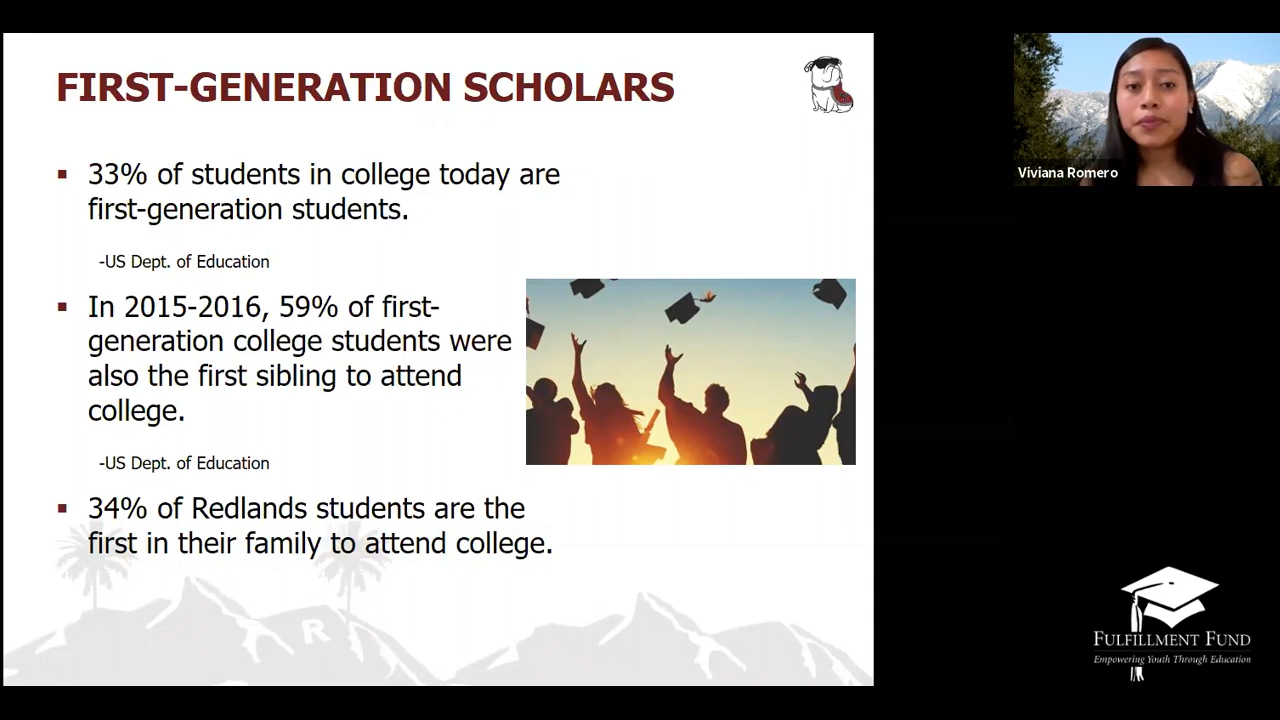 FIRST-GENERATION SCHOLARS
33% of students in college today are
first-generation students.
-US Dept. of Education
In 2015-2016, 59% of first-
generation college students were
also the first sibling to attend
college.
-US Dept. of Education
34% of Redlands students are the
first in their family to attend college.
R
Viviana Romero
FULFILLMENT FUND
Empowering Youth Through Education